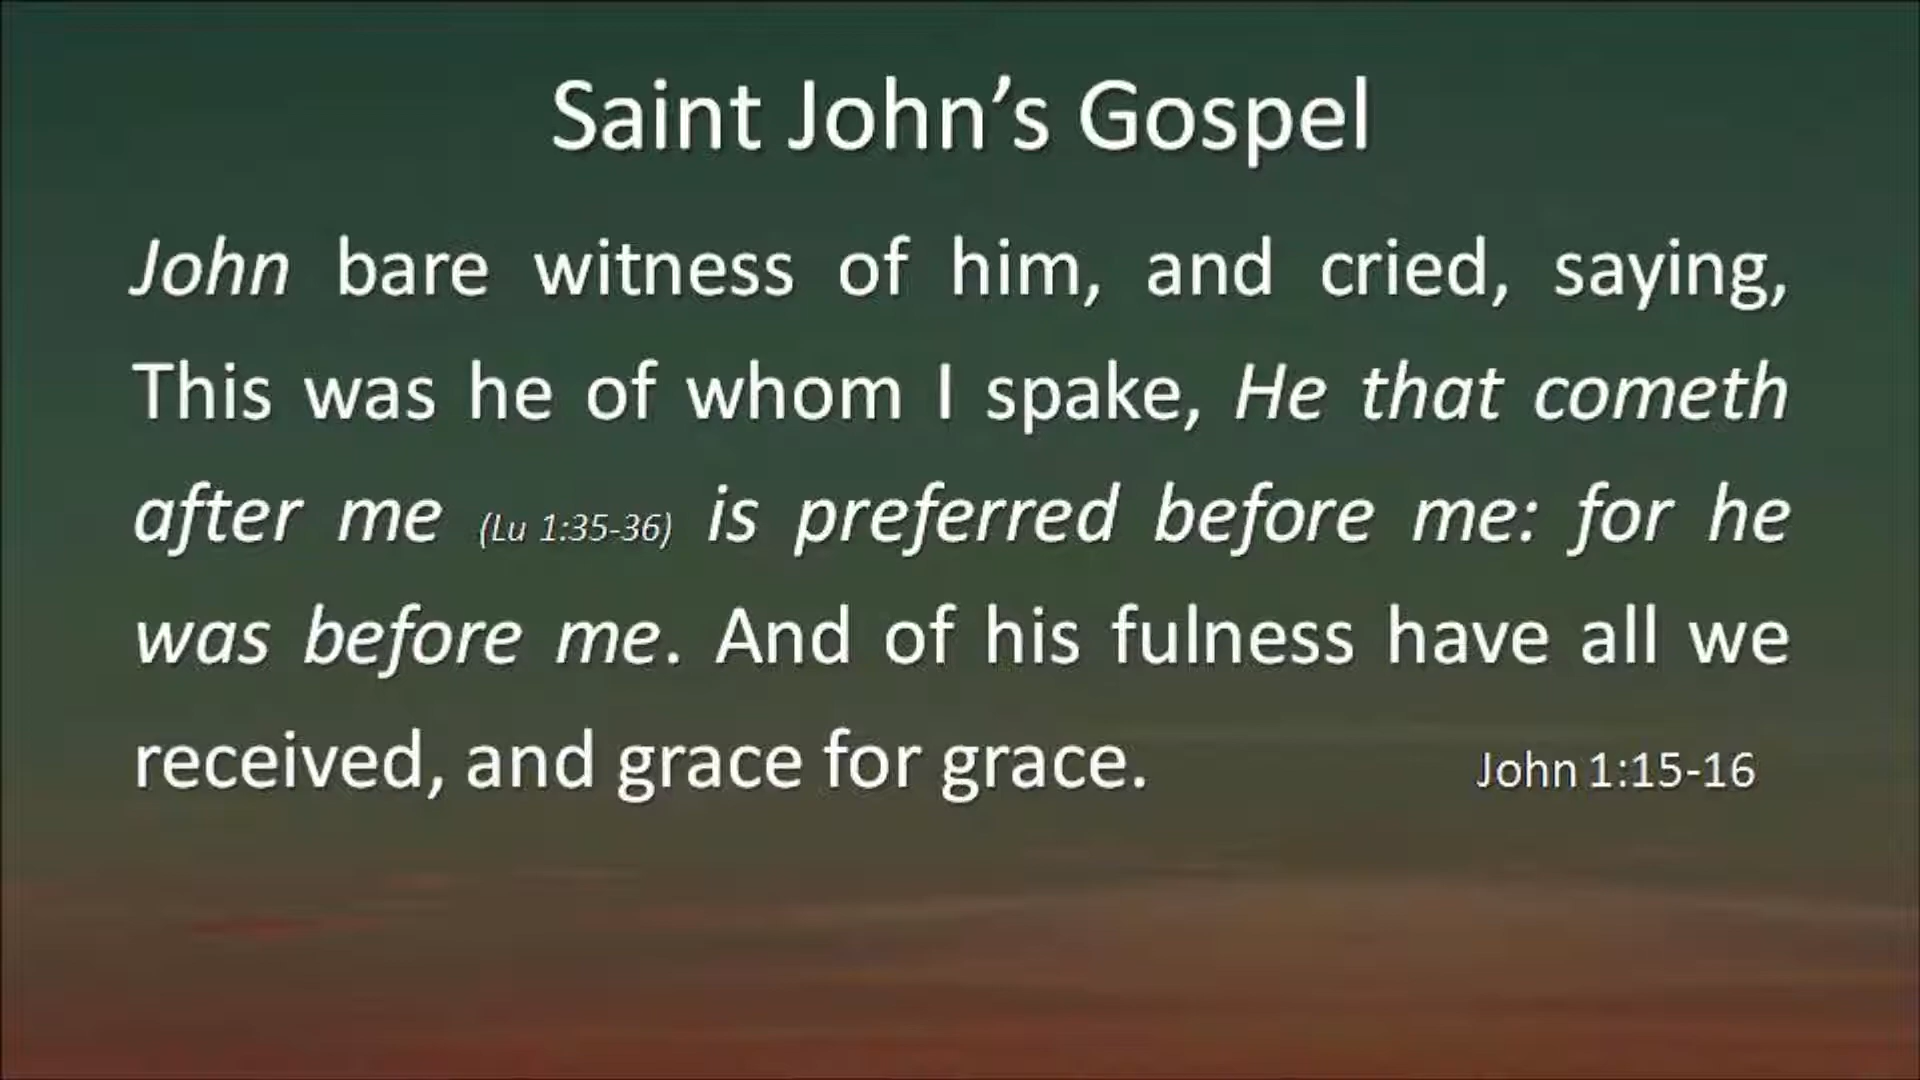 Saint John’s Gospel
John bare witness of him, and cried, saying,
This was he of whom I spake, He that cometh
after me (Lu 1:35-36) is preferred before me: for he
was before me. And of his fulness have all we
received, and grace for grace. John 1:15-16